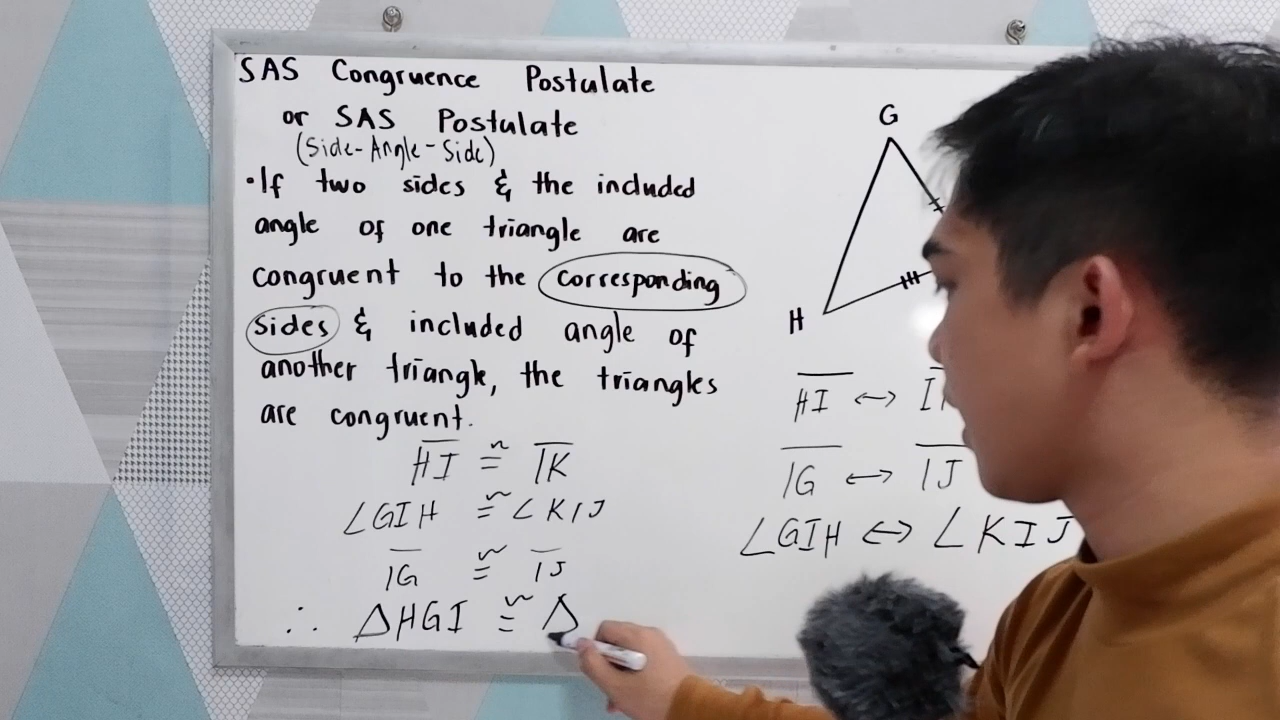 SAS Congruence Postulate
or SAS Postulate
(Side-Angle-Side)
•If two sides & the included
angle of one triangle are
congruent to the corresponding
sides & included angle of
another triangle, the triangles
are congruent.
HI ≅ IK
∠GIH ≅ ∠KIJ
IG ≅ IJ
∴ △HGI ≅ △
G
H
HI ↔ I
IG ↔ IJ
∠GIH ↔ ∠KIJ